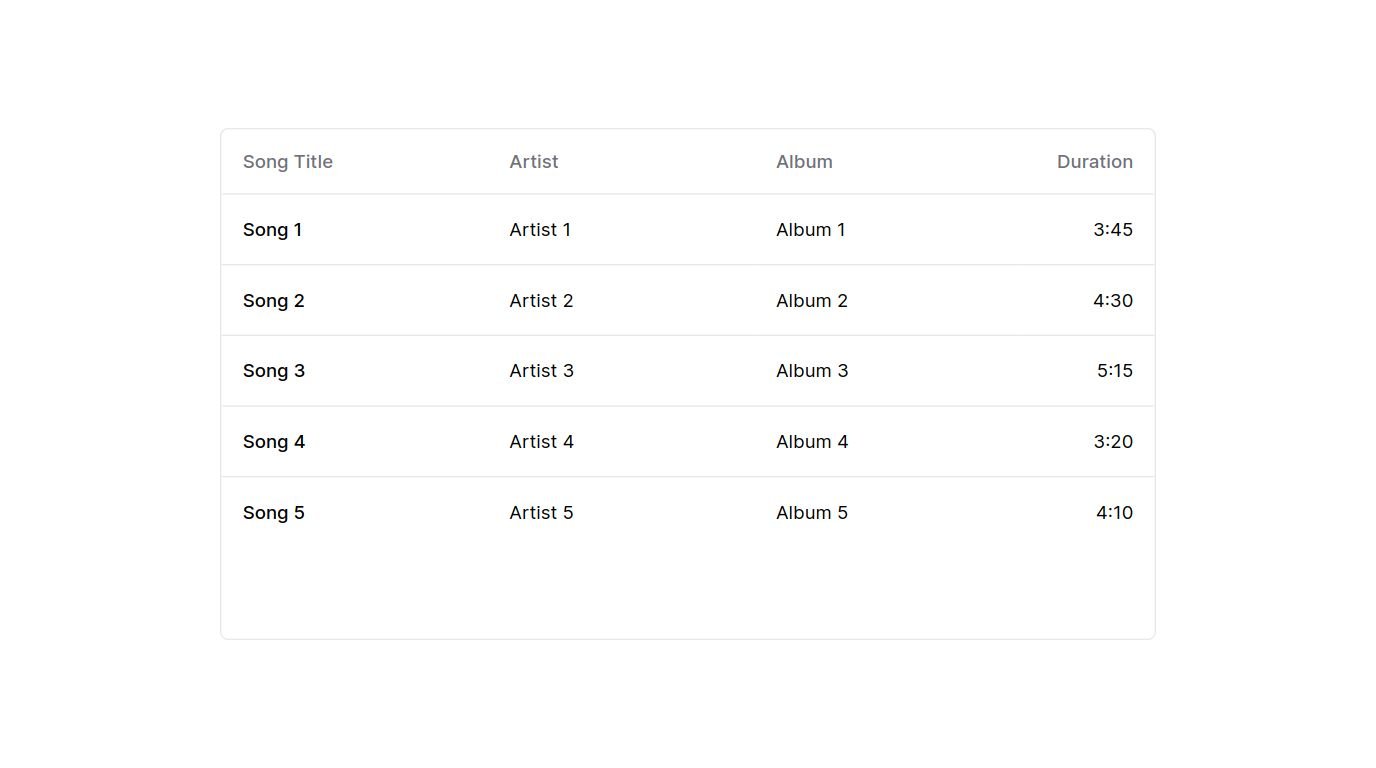 Song Title Artist Album Duration
Song 1 Artist 1 Album 1 3:45
Song 2 Artist 2 Album 2 4:30
Song 3 Artist 3 Album 3 5:15
Song 4 Artist 4 Album 4 3:20
Song 5 Artist 5 Album 5 4:10